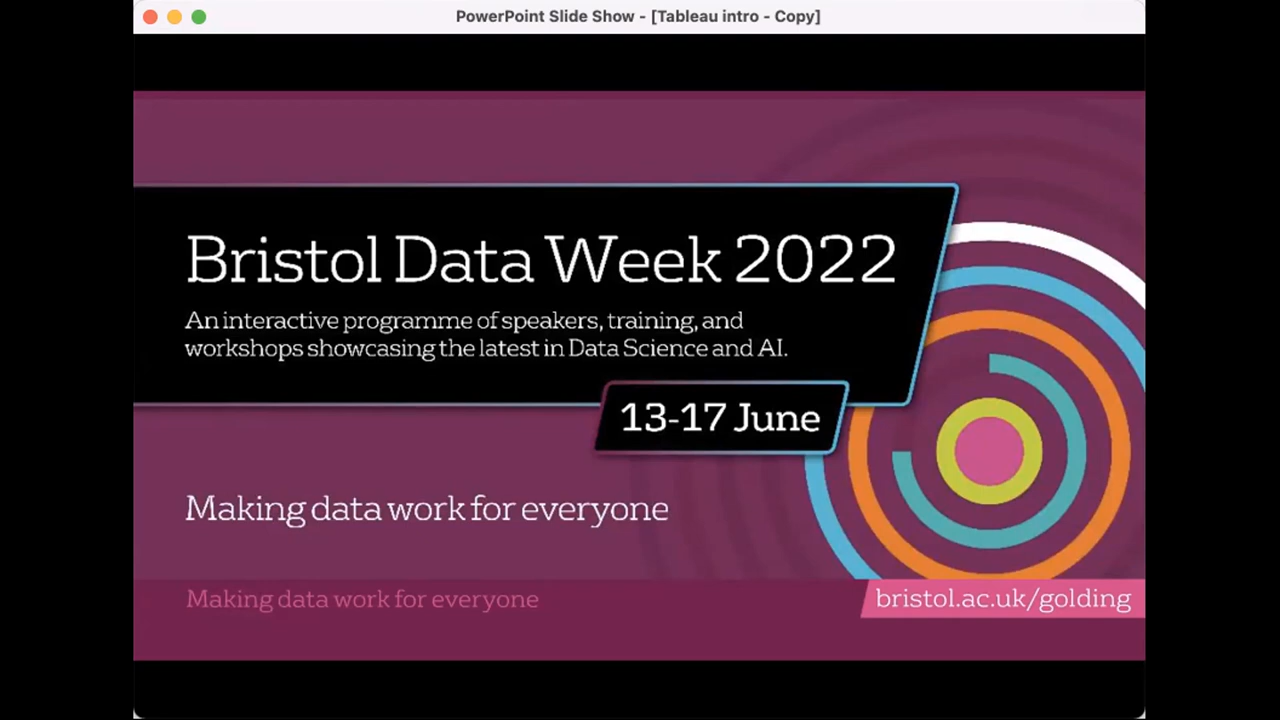 PowerPoint Slide Show - [Tableau intro - Copy]
Bristol Data Week 2022
An interactive programme of speakers, training, and
workshops showcasing the latest in Data Science and AI.
13-17 June
Making data work for everyone
Making data work for everyone
bristol.ac.uk/golding